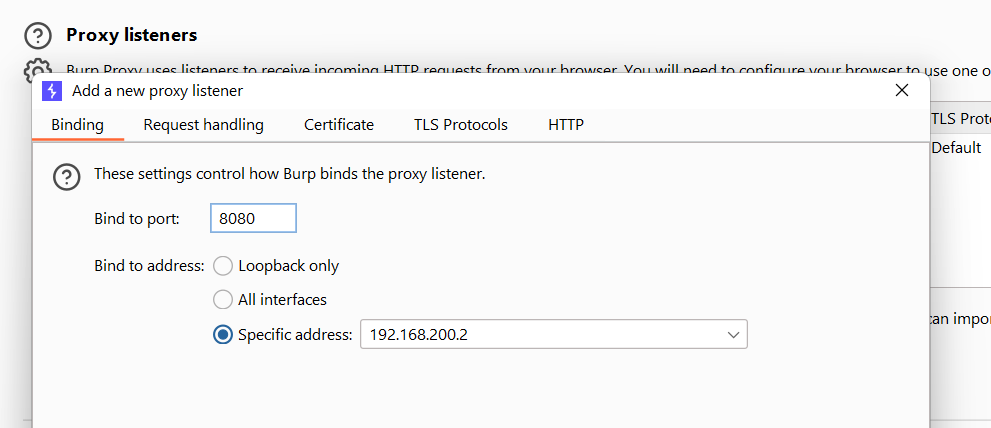 Proxy listeners
Burp Proxy uses listeners to receive incoming HTTP requests from your browser. You will need to configure your browser to use one o
Add a new proxy listener
Binding Request handling Certificate TLS Protocols HTTP
TLS Proto
Default
These settings control how Burp binds the proxy listener.
Bind to port: 8080
Bind to address: Loopback only
All interfaces
can impor
Specific address: 192.168.200.2